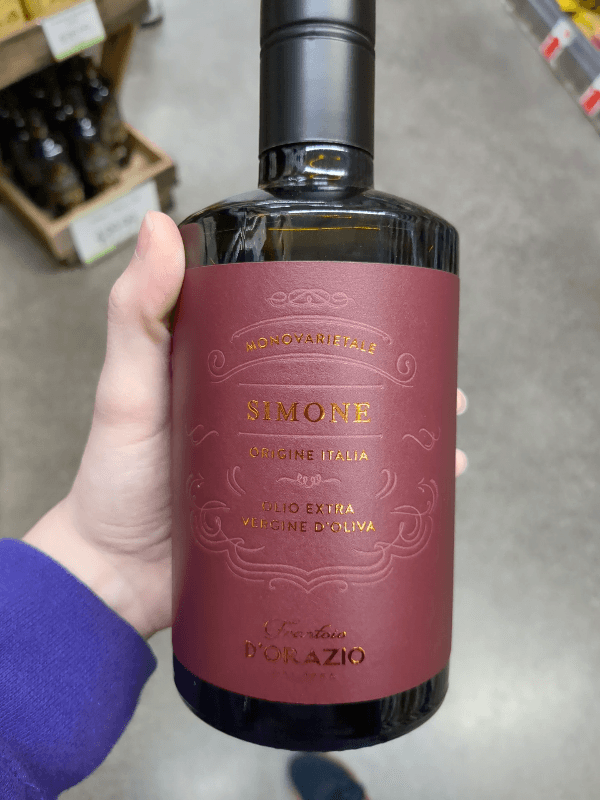 MONOVARIETALE
SIMONE
ORIGINE ITALIA
OLIO EXTRA
VERGINE D'OLIVA
Frantoio
D'ORAZIO